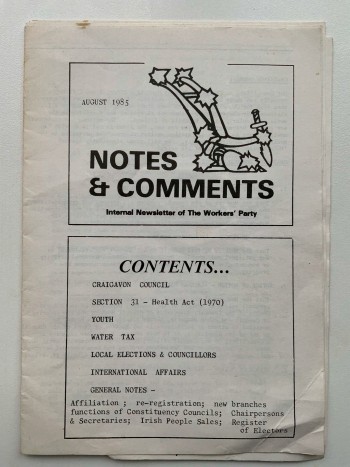 AUGUST 1985
NOTES
& COMMENTS
Internal Newsletter of The Workers' Party
CONTENTS...
CRAIGAVON COUNCIL
SECTION 31 - Health Act (1970)
YOUTH
WATER TAX
LOCAL ELECTIONS & COUNCILLORS
INTERNATIONAL AFFAIRS
GENERAL NOTES -
Affiliation ; re-registration; new branches
functions of Constituency Councils; Chairpersons
& Secretaries; Irish People Sales; Register
of Electors